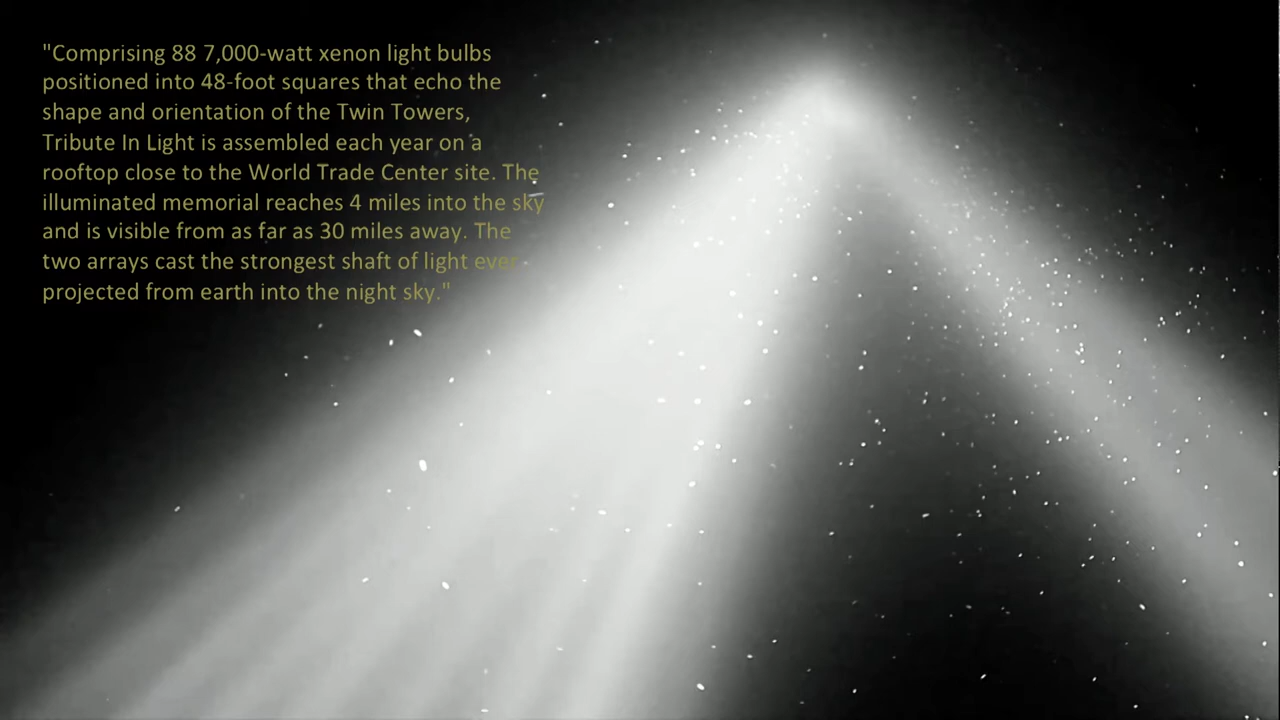 "Comprising 88 7,000-watt xenon light bulbs
positioned into 48-foot squares that echo the
shape and orientation of the Twin Towers,
Tribute In Light is assembled each year on a
rooftop close to the World Trade Center site. The
illuminated memorial reaches 4 miles into the sky
and is visible from as far as 30 miles away. The
two arrays cast the strongest shaft of light ever
projected from earth into the night sky."